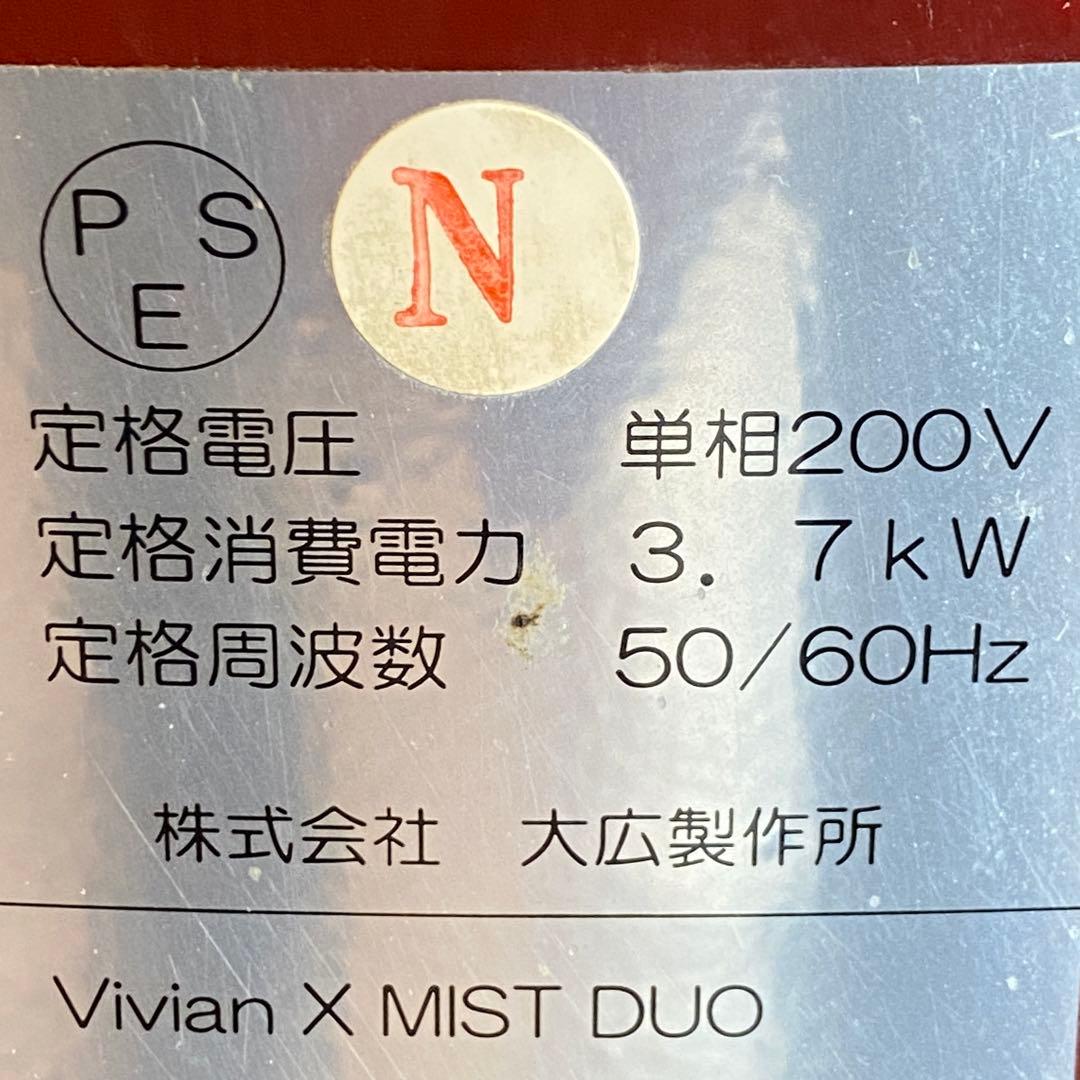 PSE
N
定格電圧 単相200V
定格消費電力 3. 7kW
定格周波数 50/60Hz
株式会社 大広製作所
Vivian X MIST DUO